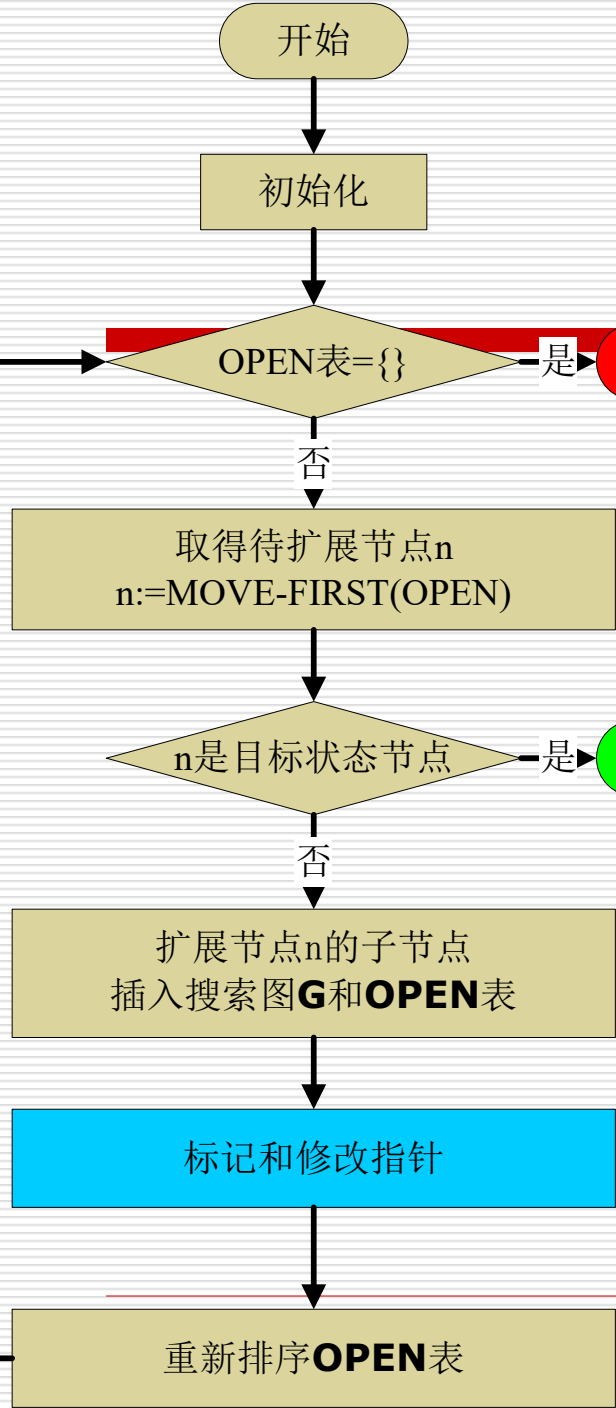 开始
初始化
OPEN表={}
是
否
取得待扩展节点n
n:=MOVE-FIRST(OPEN)
n是目标状态节点
是
否
扩展节点n的子节点
插入搜索图G和OPEN表
标记和修改指针
重新排序OPEN表